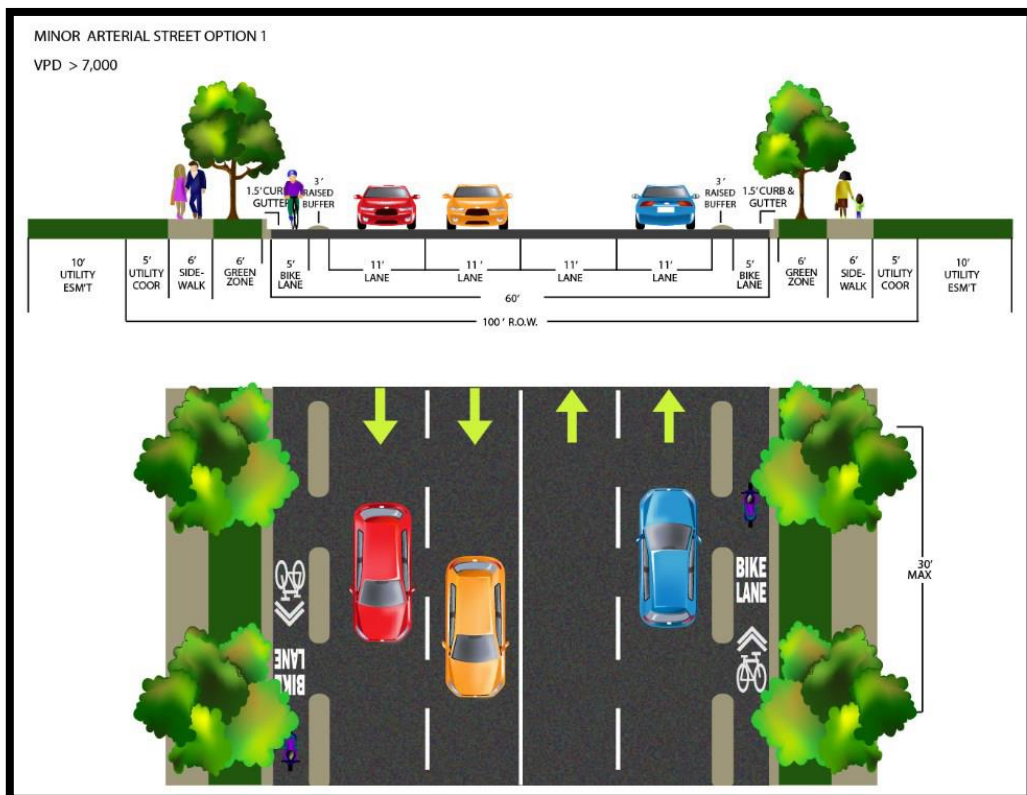 MINOR ARTERIAL STREET OPTION 1
VPD > 7,000
1.5' CURB &
GUTTER
3'
RAISED
BUFFER
3'
RAISED
BUFFER
1.5' CURB &
GUTTER
10'
UTILITY
ESM'T
5'
UTILITY
COOR
6'
SIDE-
WALK
6'
GREEN
ZONE
5'
BIKE
LANE
11'
LANE
11'
LANE
11'
LANE
11'
LANE
5'
BIKE
LANE
6'
GREEN
ZONE
6'
SIDE-
WALK
5'
UTILITY
COOR
10'
UTILITY
ESM'T
60'
100' R.O.W.
BIKE
LANE
30'
MAX
BIKE
LANE